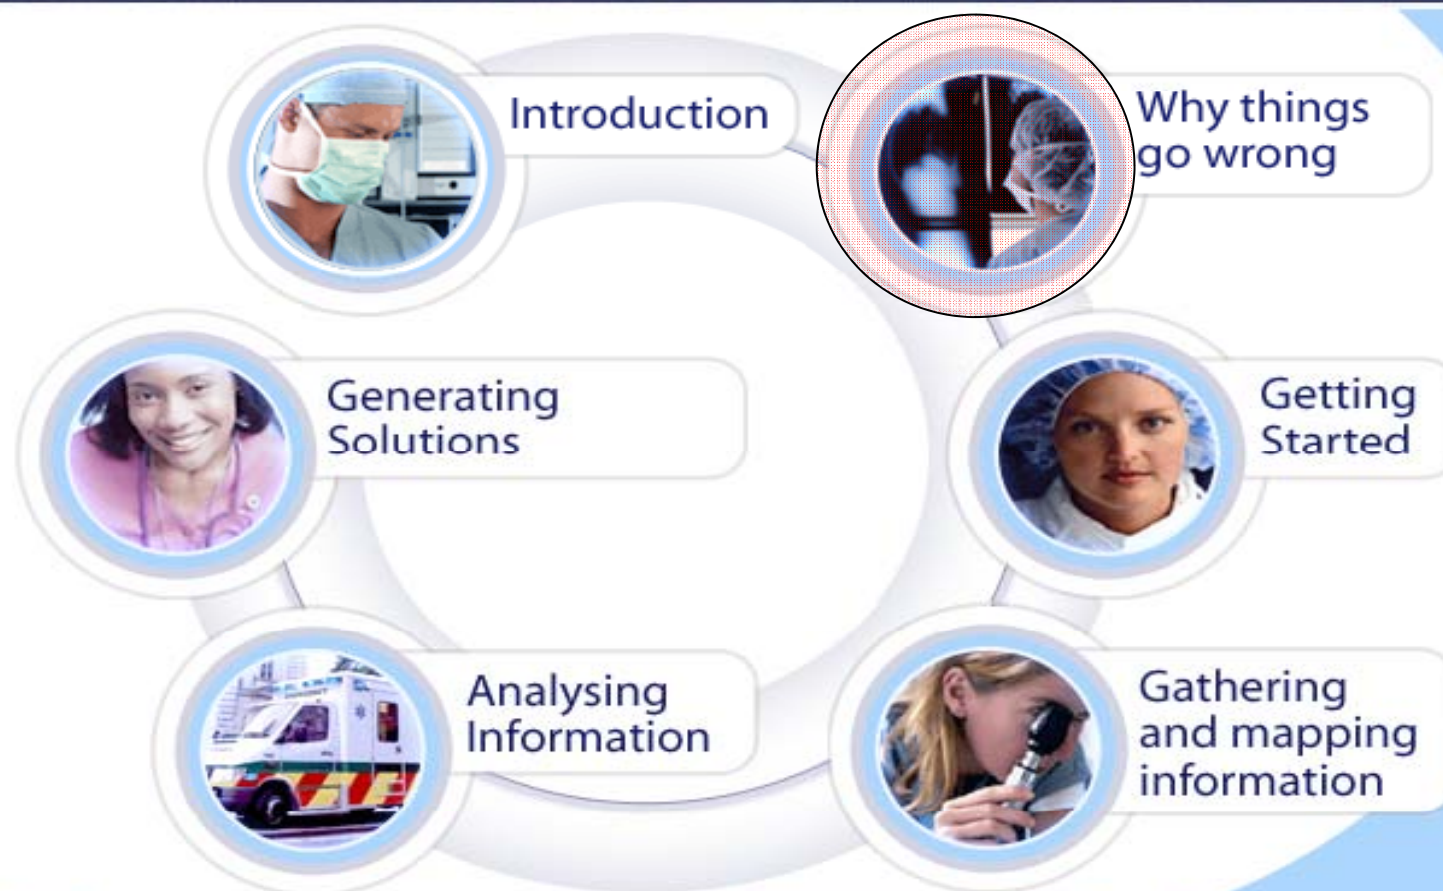 Introduction
Why things
go wrong
Getting
Started
Gathering
and mapping
information
Analysing
Information
Generating
Solutions